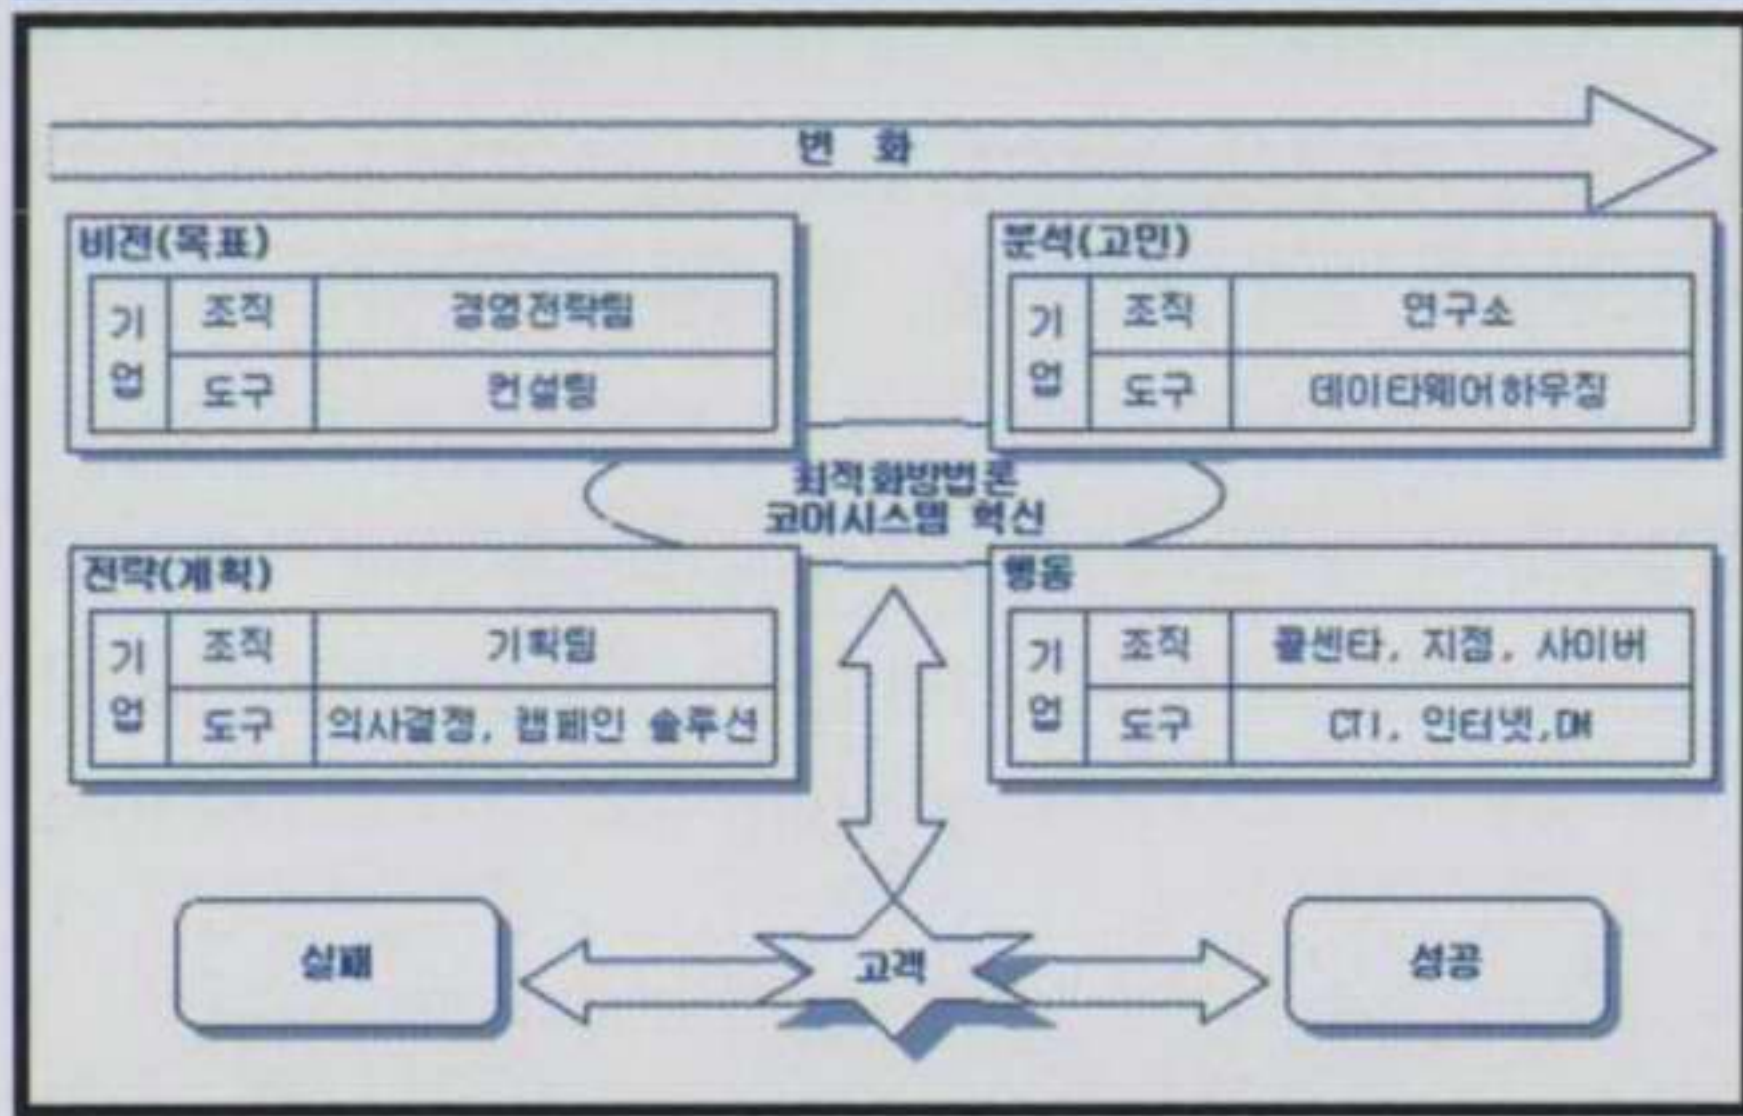 변 화
비전(목표)
기업
조직
경영전략팀
도구
컨설팅
분석(고민)
기업
조직
연구소
도구
데이타웨어하우징
최적화방법론
코어시스템 혁신
전략(계획)
기업
조직
기획팀
도구
의사결정, 캠페인 솔루션
행동
기업
조직
콜센타, 지점, 사이버
도구
CTI, 인터넷,DM
실패
고객
성공